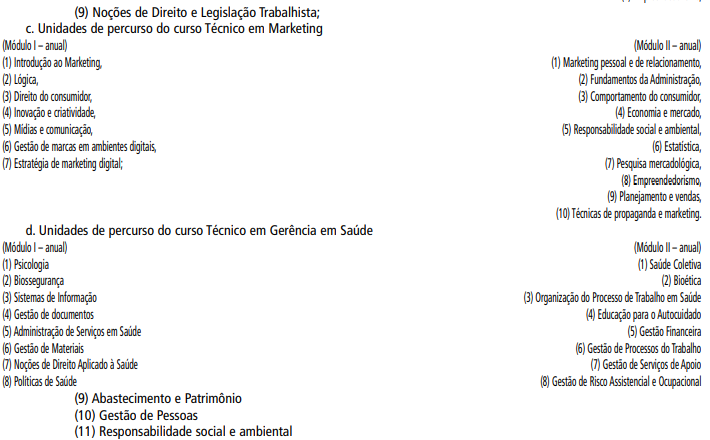 (9) Noções de Direito e Legislação Trabalhista;
c. Unidades de percurso do curso Técnico em Marketing
(Módulo I – anual)
(1) Introdução ao Marketing,
(2) Lógica,
(3) Direito do consumidor,
(4) Inovação e criatividade,
(5) Mídias e comunicação,
(6) Gestão de marcas em ambientes digitais,
(7) Estratégia de marketing digital;
(Módulo II – anual)
(1) Marketing pessoal e de relacionamento,
(2) Fundamentos da Administração,
(3) Comportamento do consumidor,
(4) Economia e mercado,
(5) Responsabilidade social e ambiental,
(6) Estatística,
(7) Pesquisa mercadológica,
(8) Empreendedorismo,
(9) Planejamento e vendas,
(10) Técnicas de propaganda e marketing.
d. Unidades de percurso do curso Técnico em Gerência em Saúde
(Módulo I – anual)
(1) Psicologia
(2) Biossegurança
(3) Sistemas de Informação
(4) Gestão de documentos
(5) Administração de Serviços em Saúde
(6) Gestão de Materiais
(7) Noções de Direito Aplicado à Saúde
(8) Políticas de Saúde
(Módulo II – anual)
(1) Saúde Coletiva
(2) Bioética
(3) Organização do Processo de Trabalho em Saúde
(4) Educação para o Autocuidado
(5) Gestão Financeira
(6) Gestão de Processos do Trabalho
(7) Gestão de Serviços de Apoio
(8) Gestão de Risco Assistencial e Ocupacional
(9) Abastecimento e Patrimônio
(10) Gestão de Pessoas
(11) Responsabilidade social e ambiental